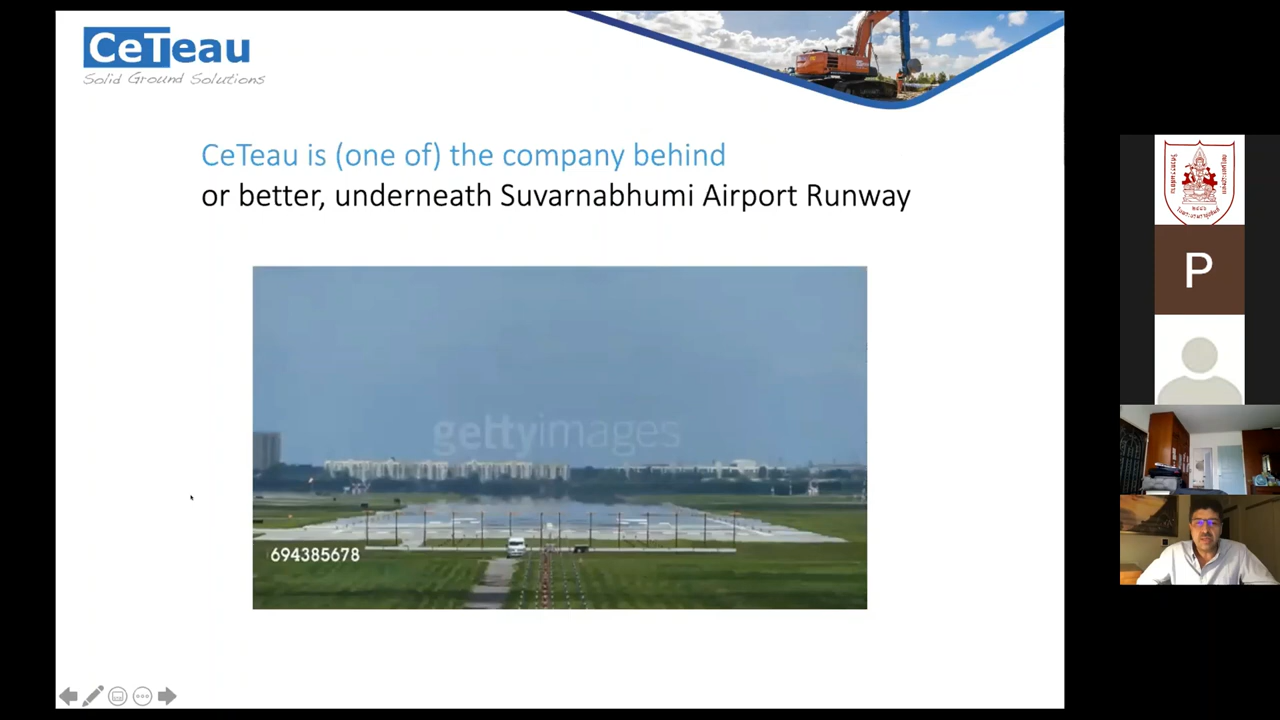 CeTeau
Solid Ground Solutions
CeTeau is (one of) the company behind
or better, underneath Suvarnabhumi Airport Runway
gettyimages
694385678
P